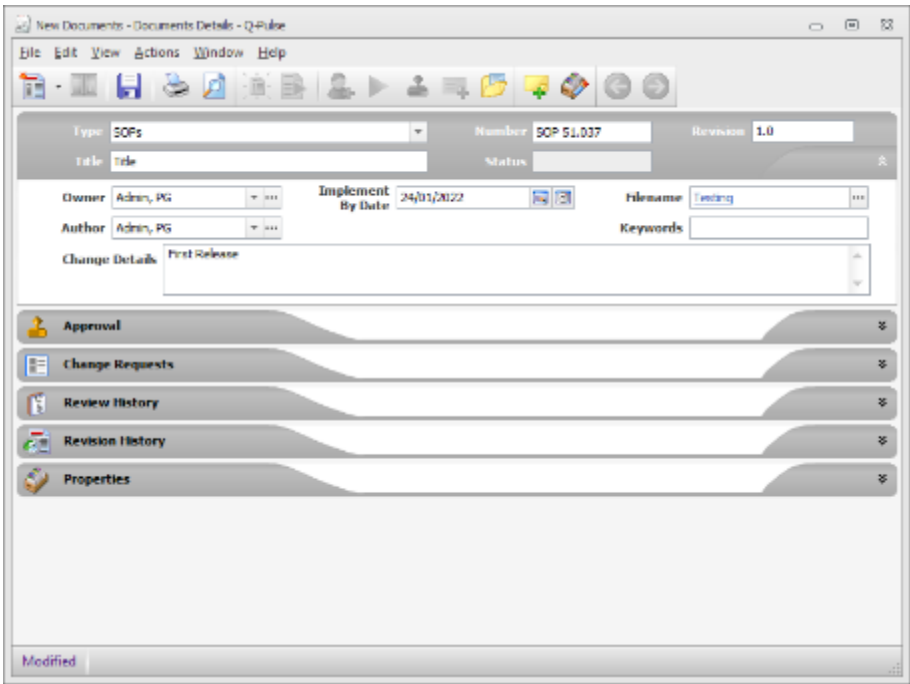 New Documents - Documents Details - Q-Pulse
File Edit View Actions Window Help
Type SOPs Number SOP 51.037 Revision 1.0
Title Title Status
Owner Admin, PG Implement By Date 24/01/2022 Filename Testing
Author Admin, PG Keywords
Change Details First Release
Approval
Change Requests
Review History
Revision History
Properties
Modified